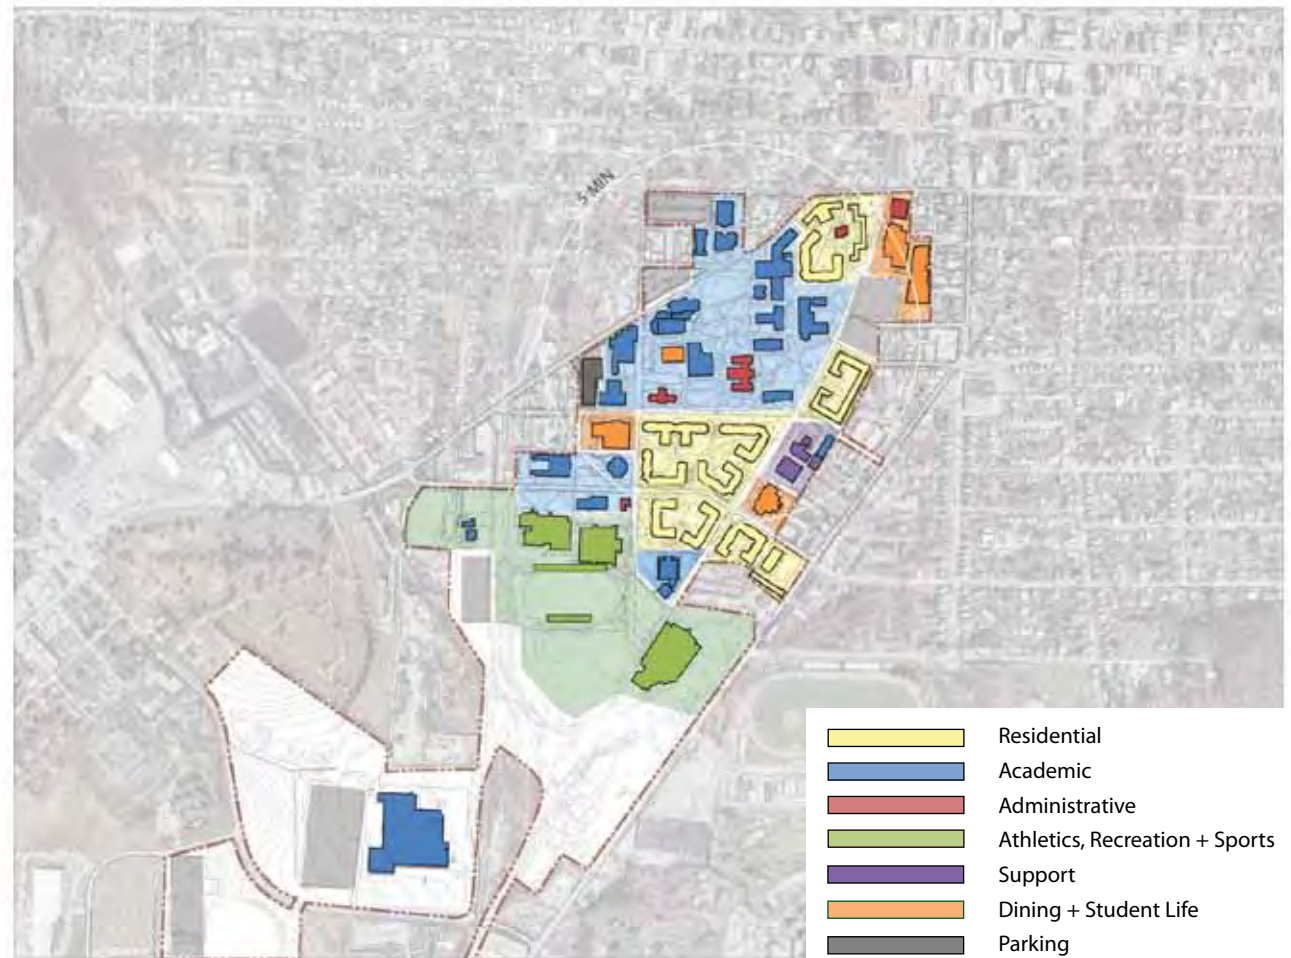 5 MIN
Residential
Academic
Administrative
Athletics, Recreation + Sports
Support
Dining + Student Life
Parking